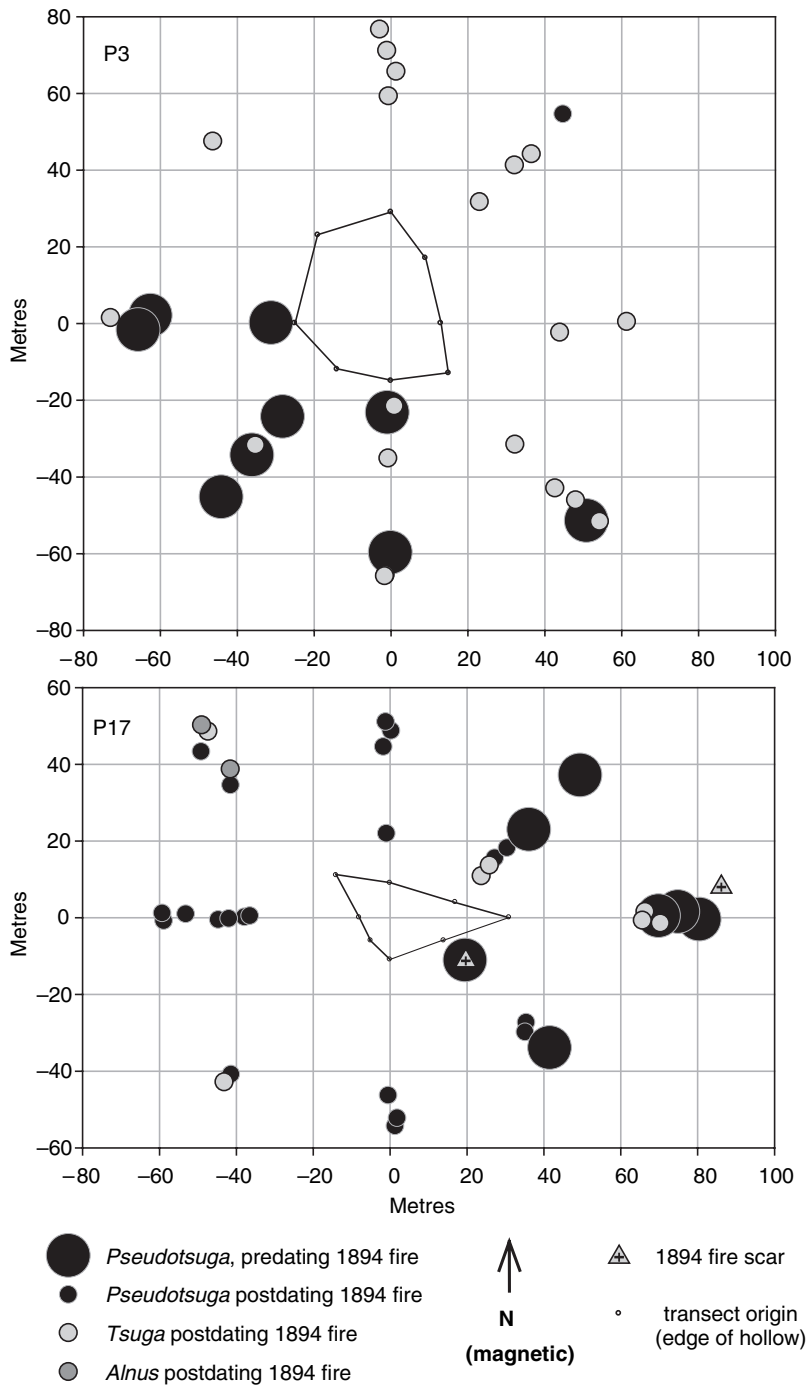 80
P3
60
40
20
0
–20
–40
–60
–80
Metres
–80 –60 –40 –20 0 20 40 60 80 100
60
P17
40
20
0
–20
–40
–60
Metres
–80 –60 –40 –20 0 20 40 60 80 100
Metres
Pseudotsuga, predating 1894 fire
Pseudotsuga postdating 1894 fire
Tsuga postdating 1894 fire
Alnus postdating 1894 fire
N
(magnetic)
1894 fire scar
transect origin
(edge of hollow)